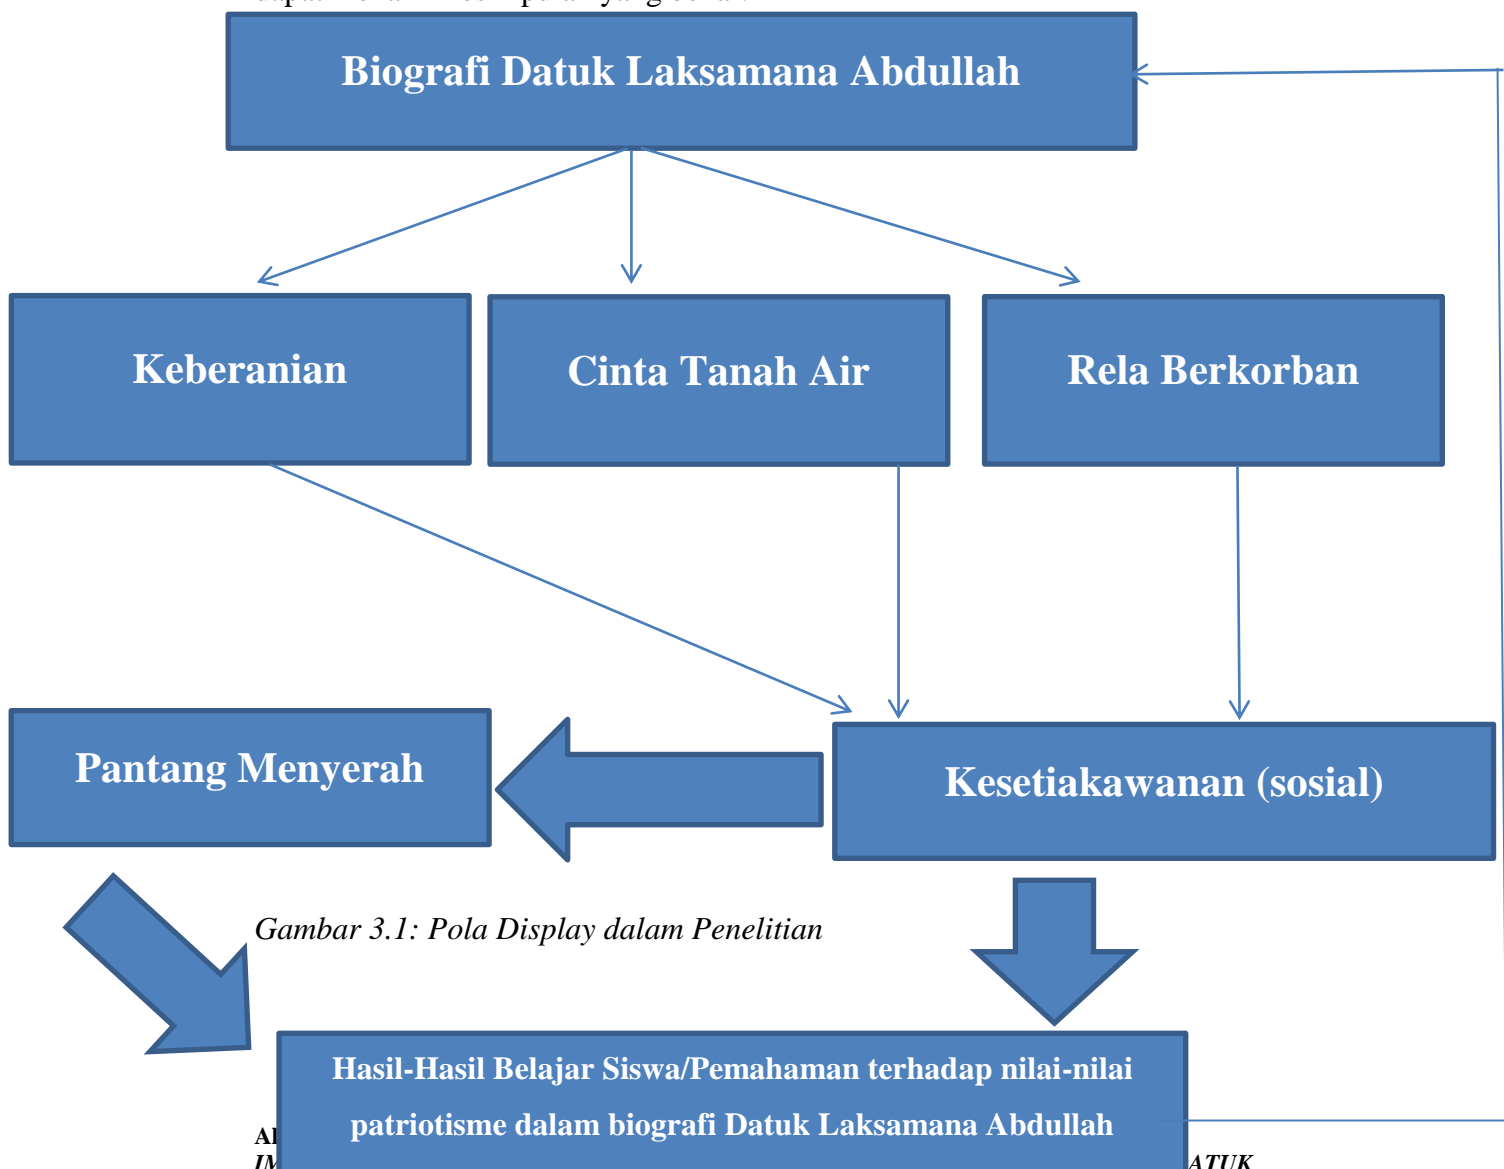 Biografi Datuk Laksamana Abdullah
Keberanian
Cinta Tanah Air
Rela Berkorban
Pantang Menyerah
Kesetiakawanan (sosial)
Gambar 3.1: Pola Display dalam Penelitian
Hasil-Hasil Belajar Siswa/Pemahaman terhadap nilai-nilai
patriotisme dalam biografi Datuk Laksamana Abdullah